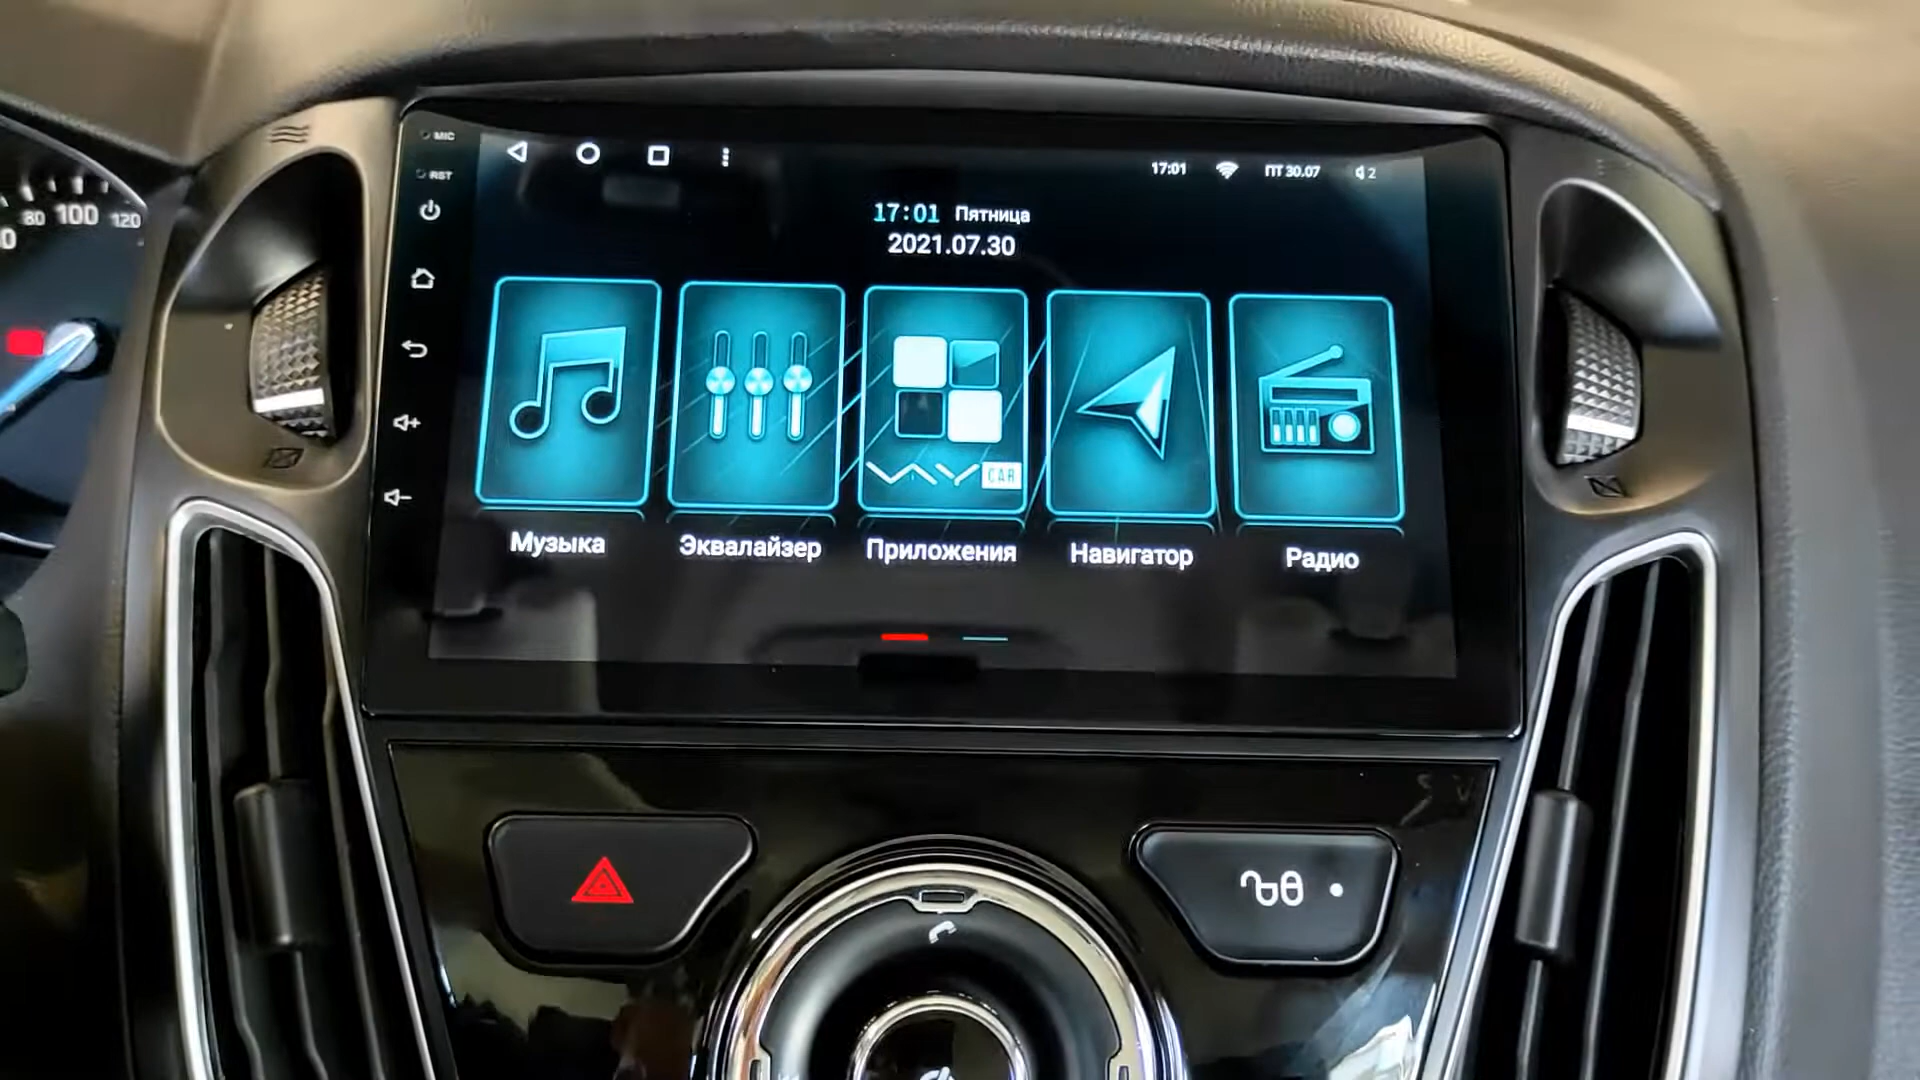 MIC
RST
17:01
ПТ 30.07
2
17:01 Пятница
2021.07.30
CAR
Музыка
Эквалайзер
Приложения
Навигатор
Радио
80 100 120